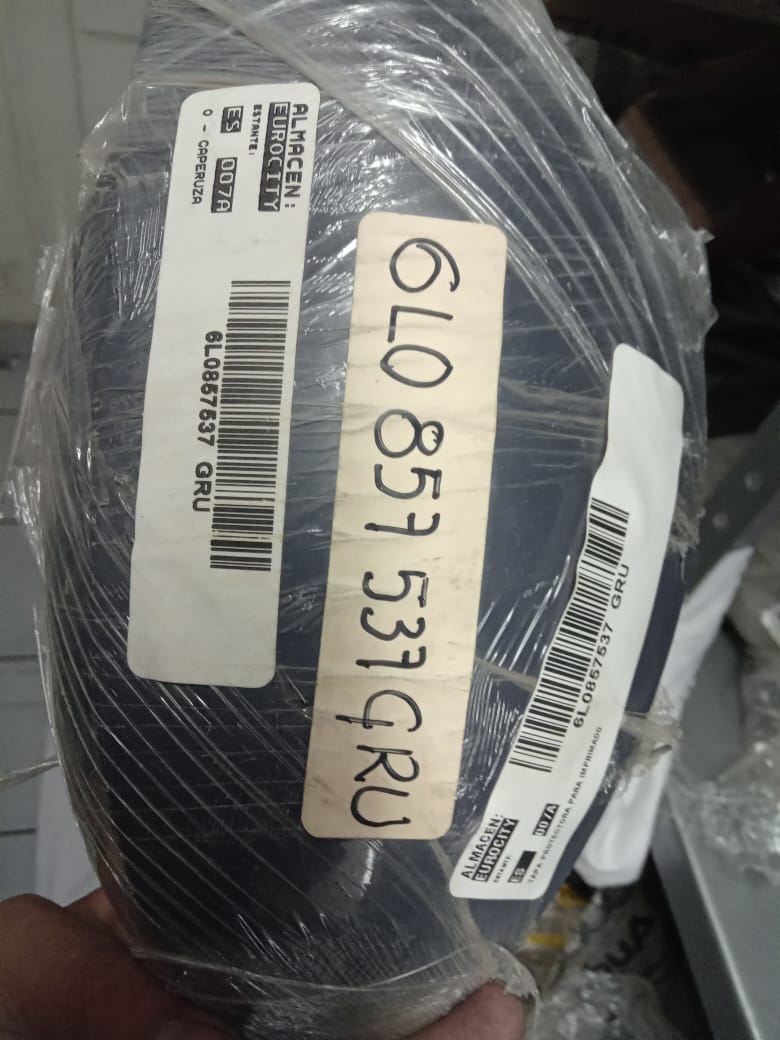 ALMACEN:
EUROCITY
ESTANTE:
ES 007A
0 - CAPERUZA
6L0857537 GRU
6L0 857 537 GRU
6L0857537 GRU
ALMACEN:
EUROCITY
ESTANTE:
ES 007A
TAPA PROTECTORA PARA IMPRIMADO